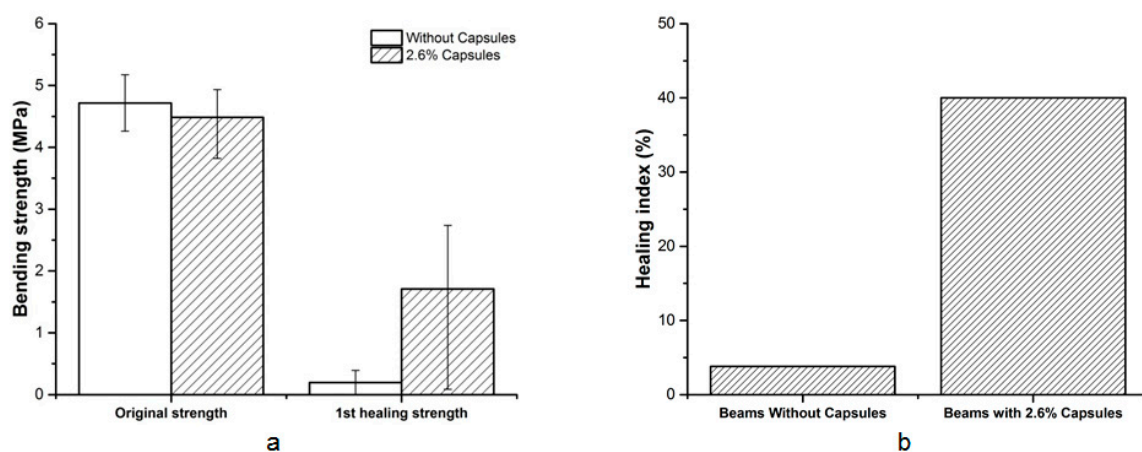 6
5
4
3
2
1
0
Bending strength (MPa)
Without Capsules
2.6% Capsules
Original strength
1st healing strength
a
50
40
30
20
10
0
Healing index (%)
Beams Without Capsules
Beams with 2.6% Capsules
b